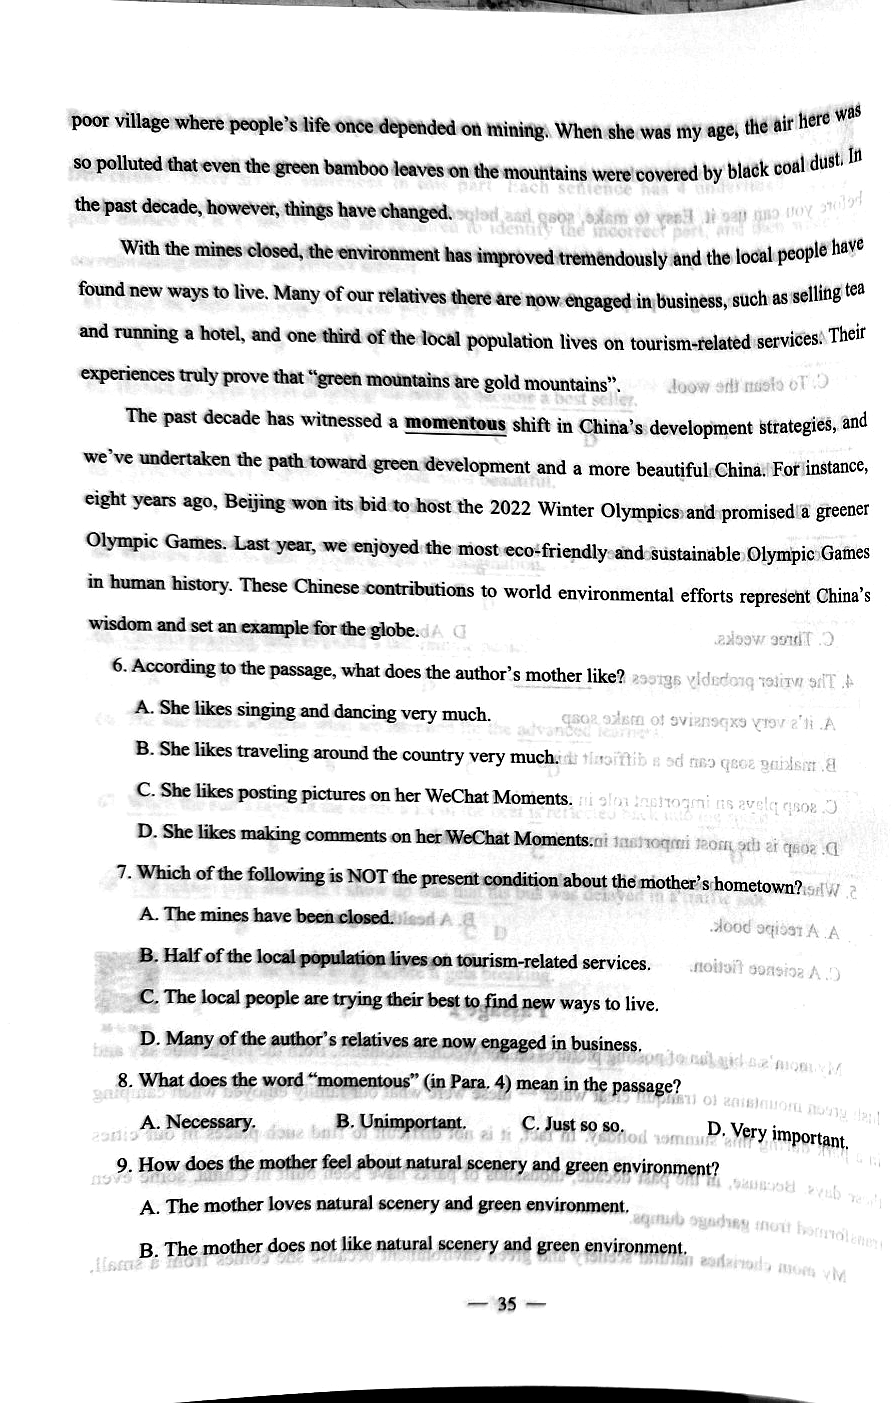 poor village where people's life once depended on mining. When she was my age, the air here was
so polluted that even the green bamboo leaves on the mountains were covered by black coal dust. In
the past decade, however, things have changed.
With the mines closed, the environment has improved tremendously and the local people have
found new ways to live. Many of our relatives there are now engaged in business, such as selling tea
and running a hotel, and one third of the local population lives on tourism-related services. Their
experiences truly prove that “green mountains are gold mountains”.
The past decade has witnessed a momentous shift in China's development strategies, and
we've undertaken the path toward green development and a more beautiful China. For instance,
eight years ago, Beijing won its bid to host the 2022 Winter Olympics and promised a greener
Olympic Games. Last year, we enjoyed the most eco-friendly and sustainable Olympic Games
in human history. These Chinese contributions to world environmental efforts represent China's
wisdom and set an example for the globe.
6. According to the passage, what does the author's mother like?
A. She likes singing and dancing very much.
B. She likes traveling around the country very much.
C. She likes posting pictures on her WeChat Moments.
D. She likes making comments on her WeChat Moments.
7. Which of the following is NOT the present condition about the mother's hometown?
A. The mines have been closed.
B. Half of the local population lives on tourism-related services.
C. The local people are trying their best to find new ways to live.
D. Many of the author's relatives are now engaged in business.
8. What does the word “momentous” (in Para. 4) mean in the passage?
A. Necessary. B. Unimportant. C. Just so so. D. Very important.
9. How does the mother feel about natural scenery and green environment?
A. The mother loves natural scenery and green environment.
B. The mother does not like natural scenery and green environment.
— 35 —